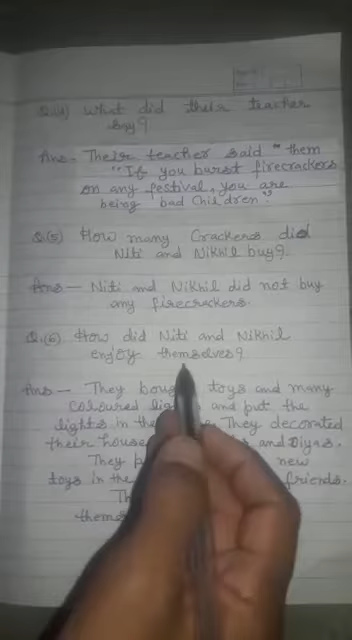 Q.(4) What did their teacher
say?
Ans- Their teacher said "them
"If you burst firecrackers
on any festival, you are
being bad children".
Q.(5) How many Crackers did
Niti and Nikhil buy?
Ans- Niti and Nikhil did not buy
any firecrackers.
Q.(6) How did Niti and Nikhil
enjoy themselves?
Ans- They toys and many
coloured and put the
lights in They decorated
their house and Diyas.
They new
toys in the friends.